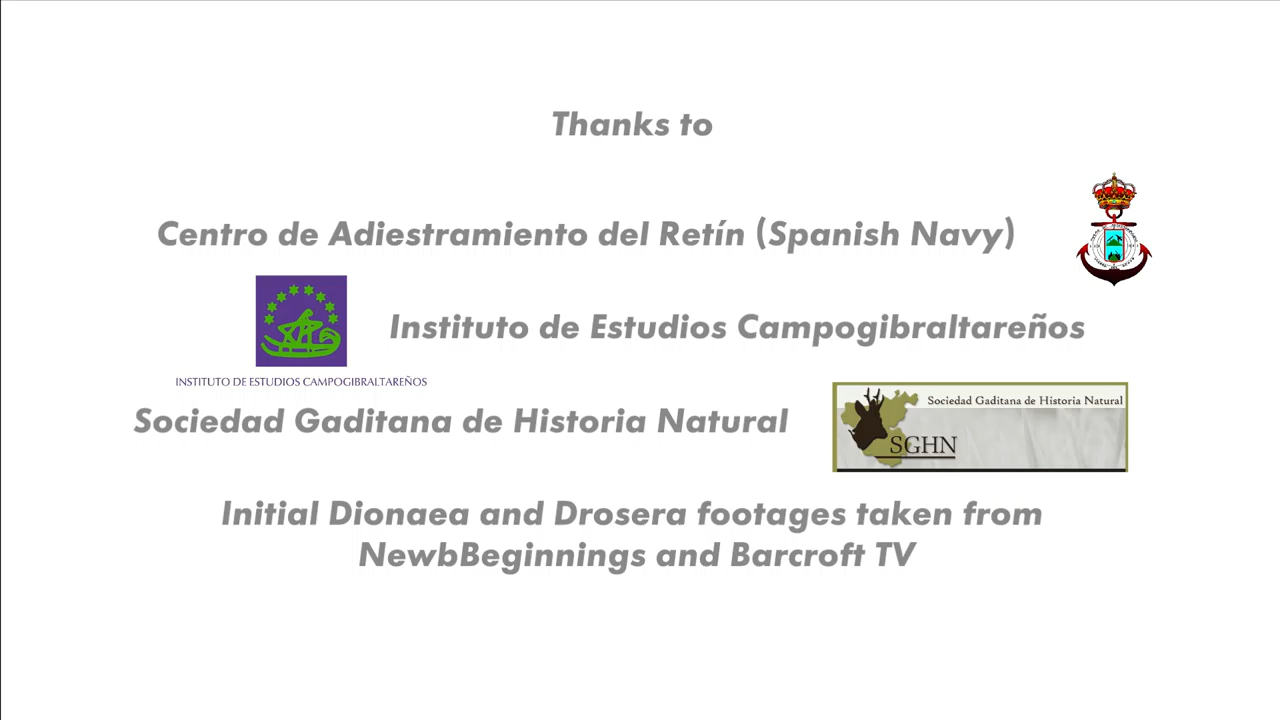 Thanks to
Centro de Adiestramiento del Retín (Spanish Navy)
Instituto de Estudios Campogibraltareños
INSTITUTO DE ESTUDIOS CAMPOGIBRALTAREÑOS
Sociedad Gaditana de Historia Natural
Sociedad Gaditana de Historia Natural
SGHN
Initial Dionaea and Drosera footages taken from
NewbBeginnings and Barcroft TV